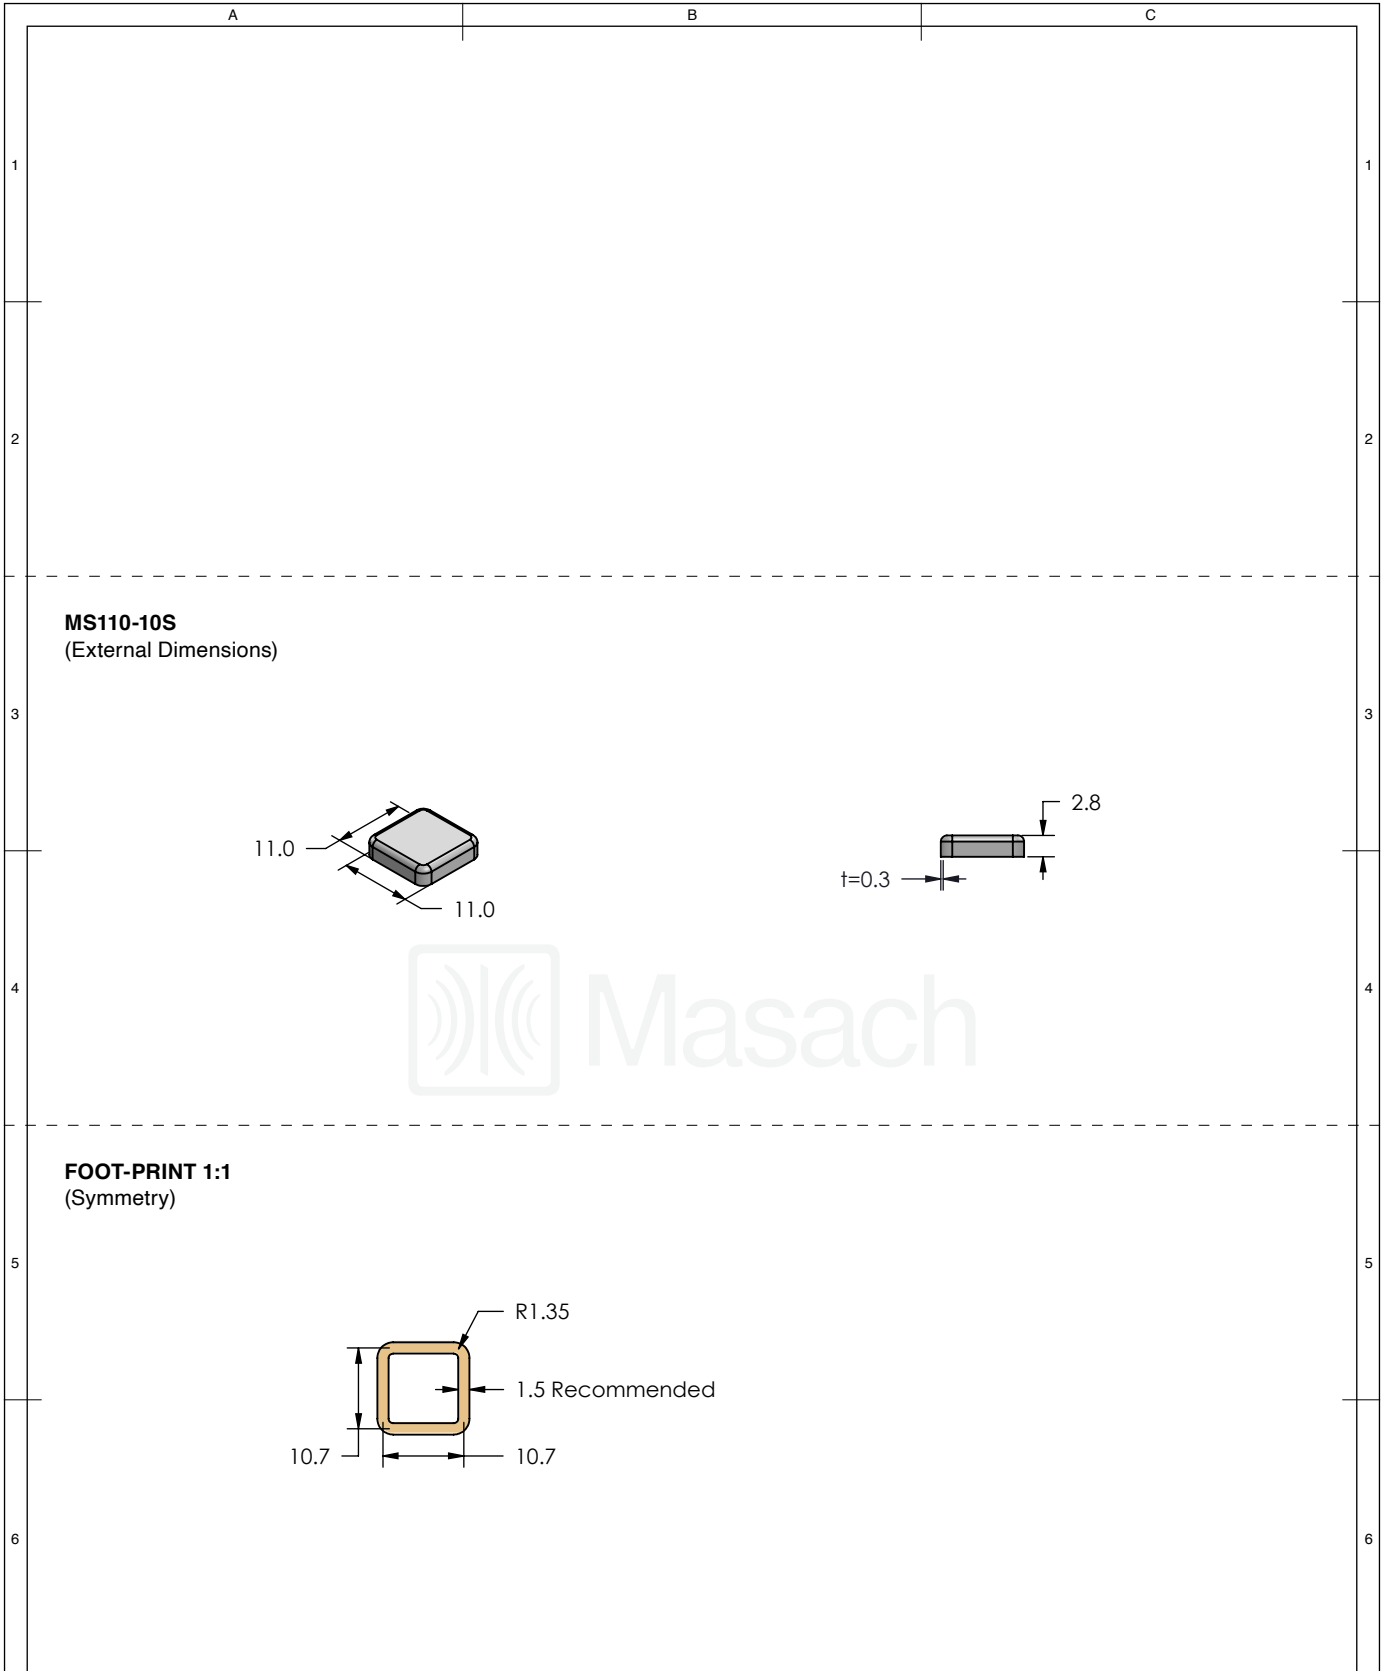 A
B
C
1
1
2
2
MS110-10S
(External Dimensions)
3
3
2.8
11.0
t=0.3
11.0
4
4
Masach
FOOT-PRINT 1:1
(Symmetry)
5
5
R1.35
1.5 Recommended
10.7
10.7
6
6